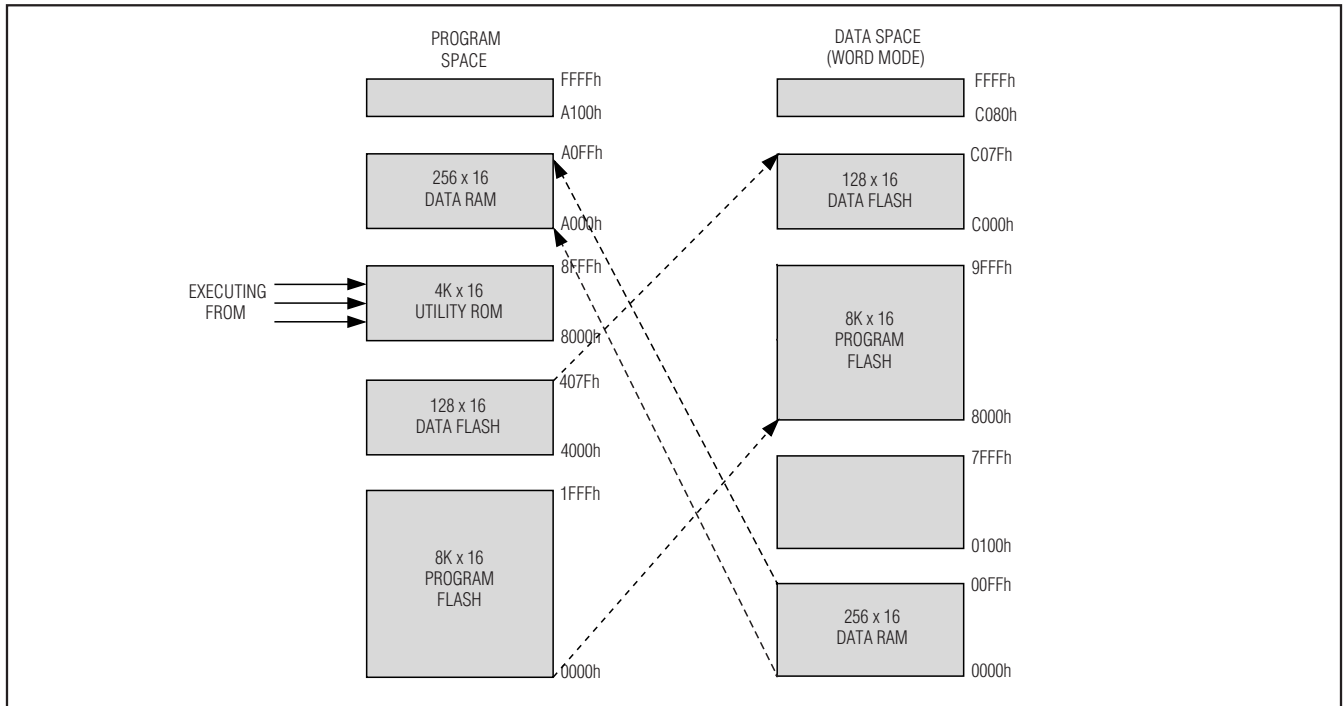 PROGRAM
SPACE
FFFFh
A100h
A0FFh
256 x 16
DATA RAM
A000h
EXECUTING
FROM
8FFFh
4K x 16
UTILITY ROM
8000h
407Fh
128 x 16
DATA FLASH
4000h
1FFFh
8K x 16
PROGRAM
FLASH
0000h
DATA SPACE
(WORD MODE)
FFFFh
C080h
C07Fh
128 x 16
DATA FLASH
C000h
9FFFh
8K x 16
PROGRAM
FLASH
8000h
7FFFh
0100h
00FFh
256 x 16
DATA RAM
0000h